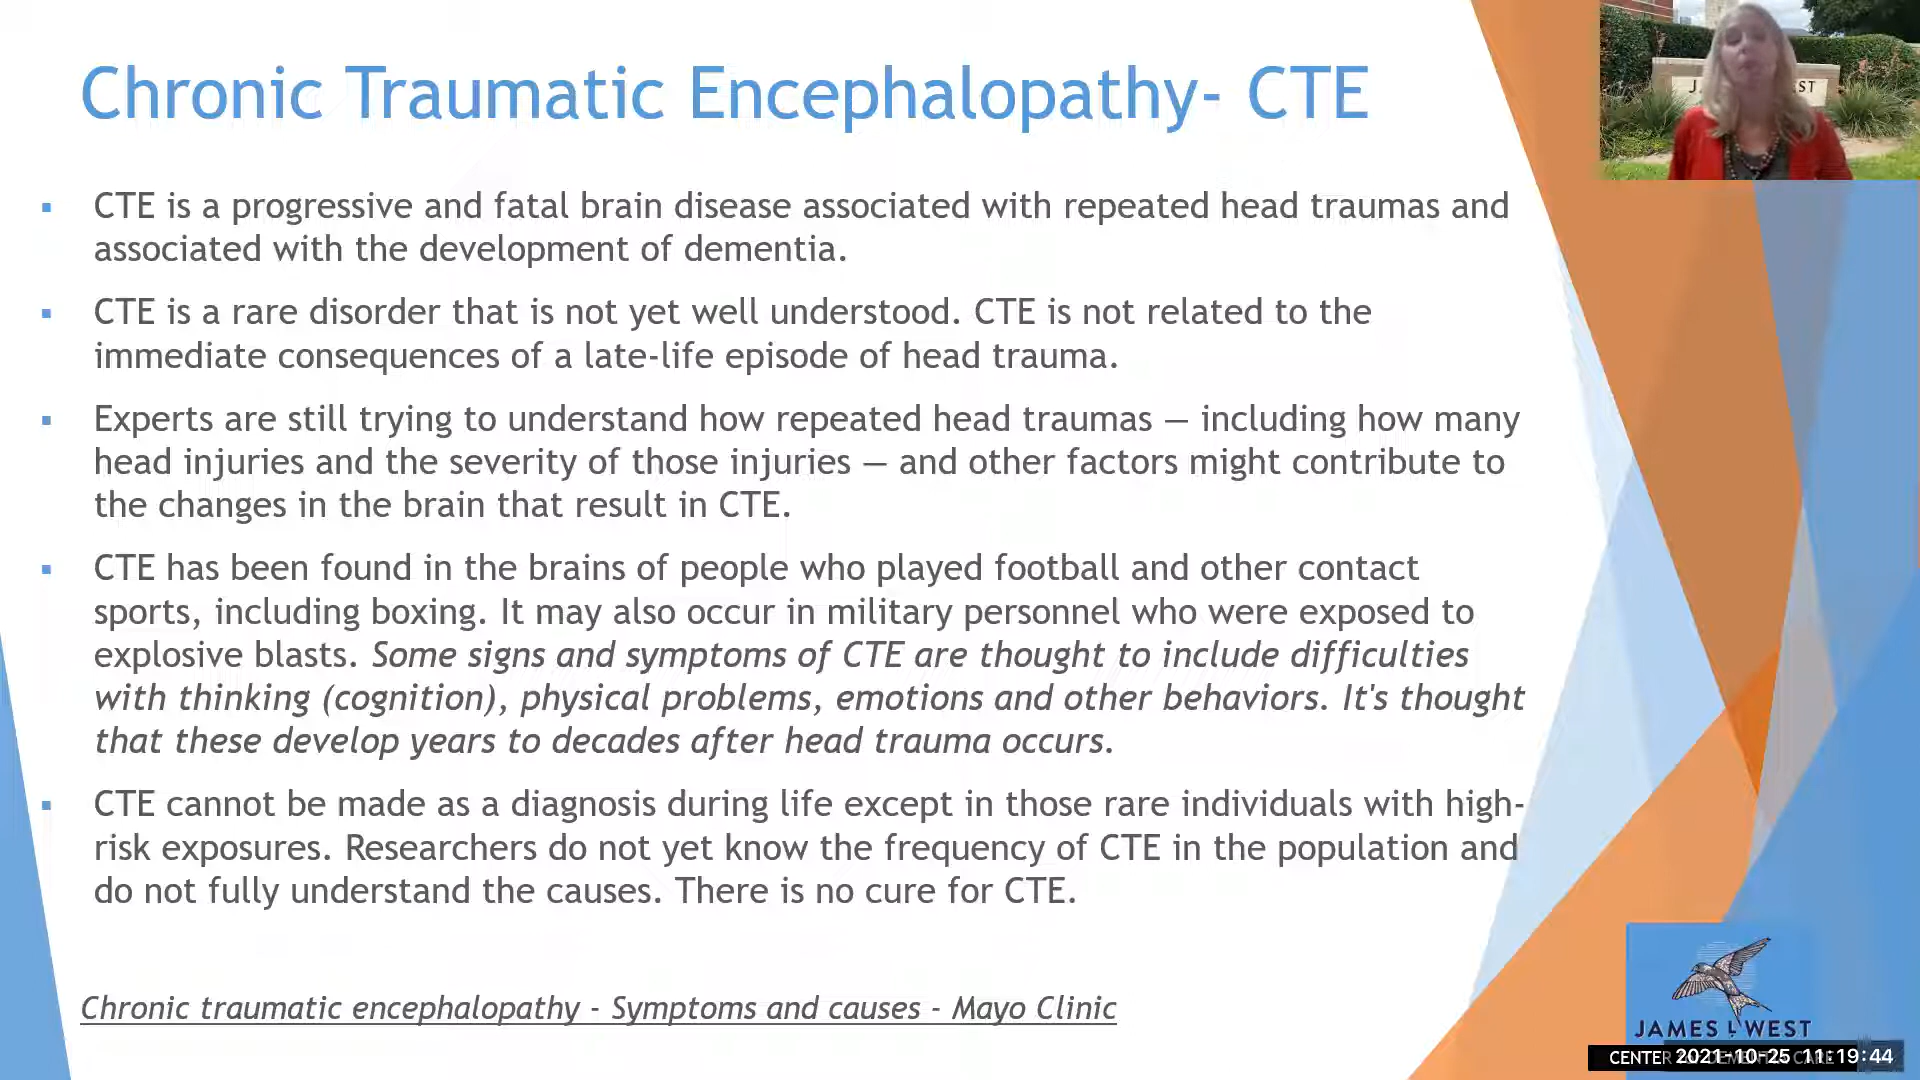 Chronic Traumatic Encephalopathy- CTE
CTE is a progressive and fatal brain disease associated with repeated head traumas and
associated with the development of dementia.
CTE is a rare disorder that is not yet well understood. CTE is not related to the
immediate consequences of a late-life episode of head trauma.
Experts are still trying to understand how repeated head traumas — including how many
head injuries and the severity of those injuries — and other factors might contribute to
the changes in the brain that result in CTE.
CTE has been found in the brains of people who played football and other contact
sports, including boxing. It may also occur in military personnel who were exposed to
explosive blasts. Some signs and symptoms of CTE are thought to include difficulties
with thinking (cognition), physical problems, emotions and other behaviors. It's thought
that these develop years to decades after head trauma occurs.
CTE cannot be made as a diagnosis during life except in those rare individuals with high-
risk exposures. Researchers do not yet know the frequency of CTE in the population and
do not fully understand the causes. There is no cure for CTE.
Chronic traumatic encephalopathy - Symptoms and causes - Mayo Clinic
JAMES L WEST
2021-10-25 11:19:44